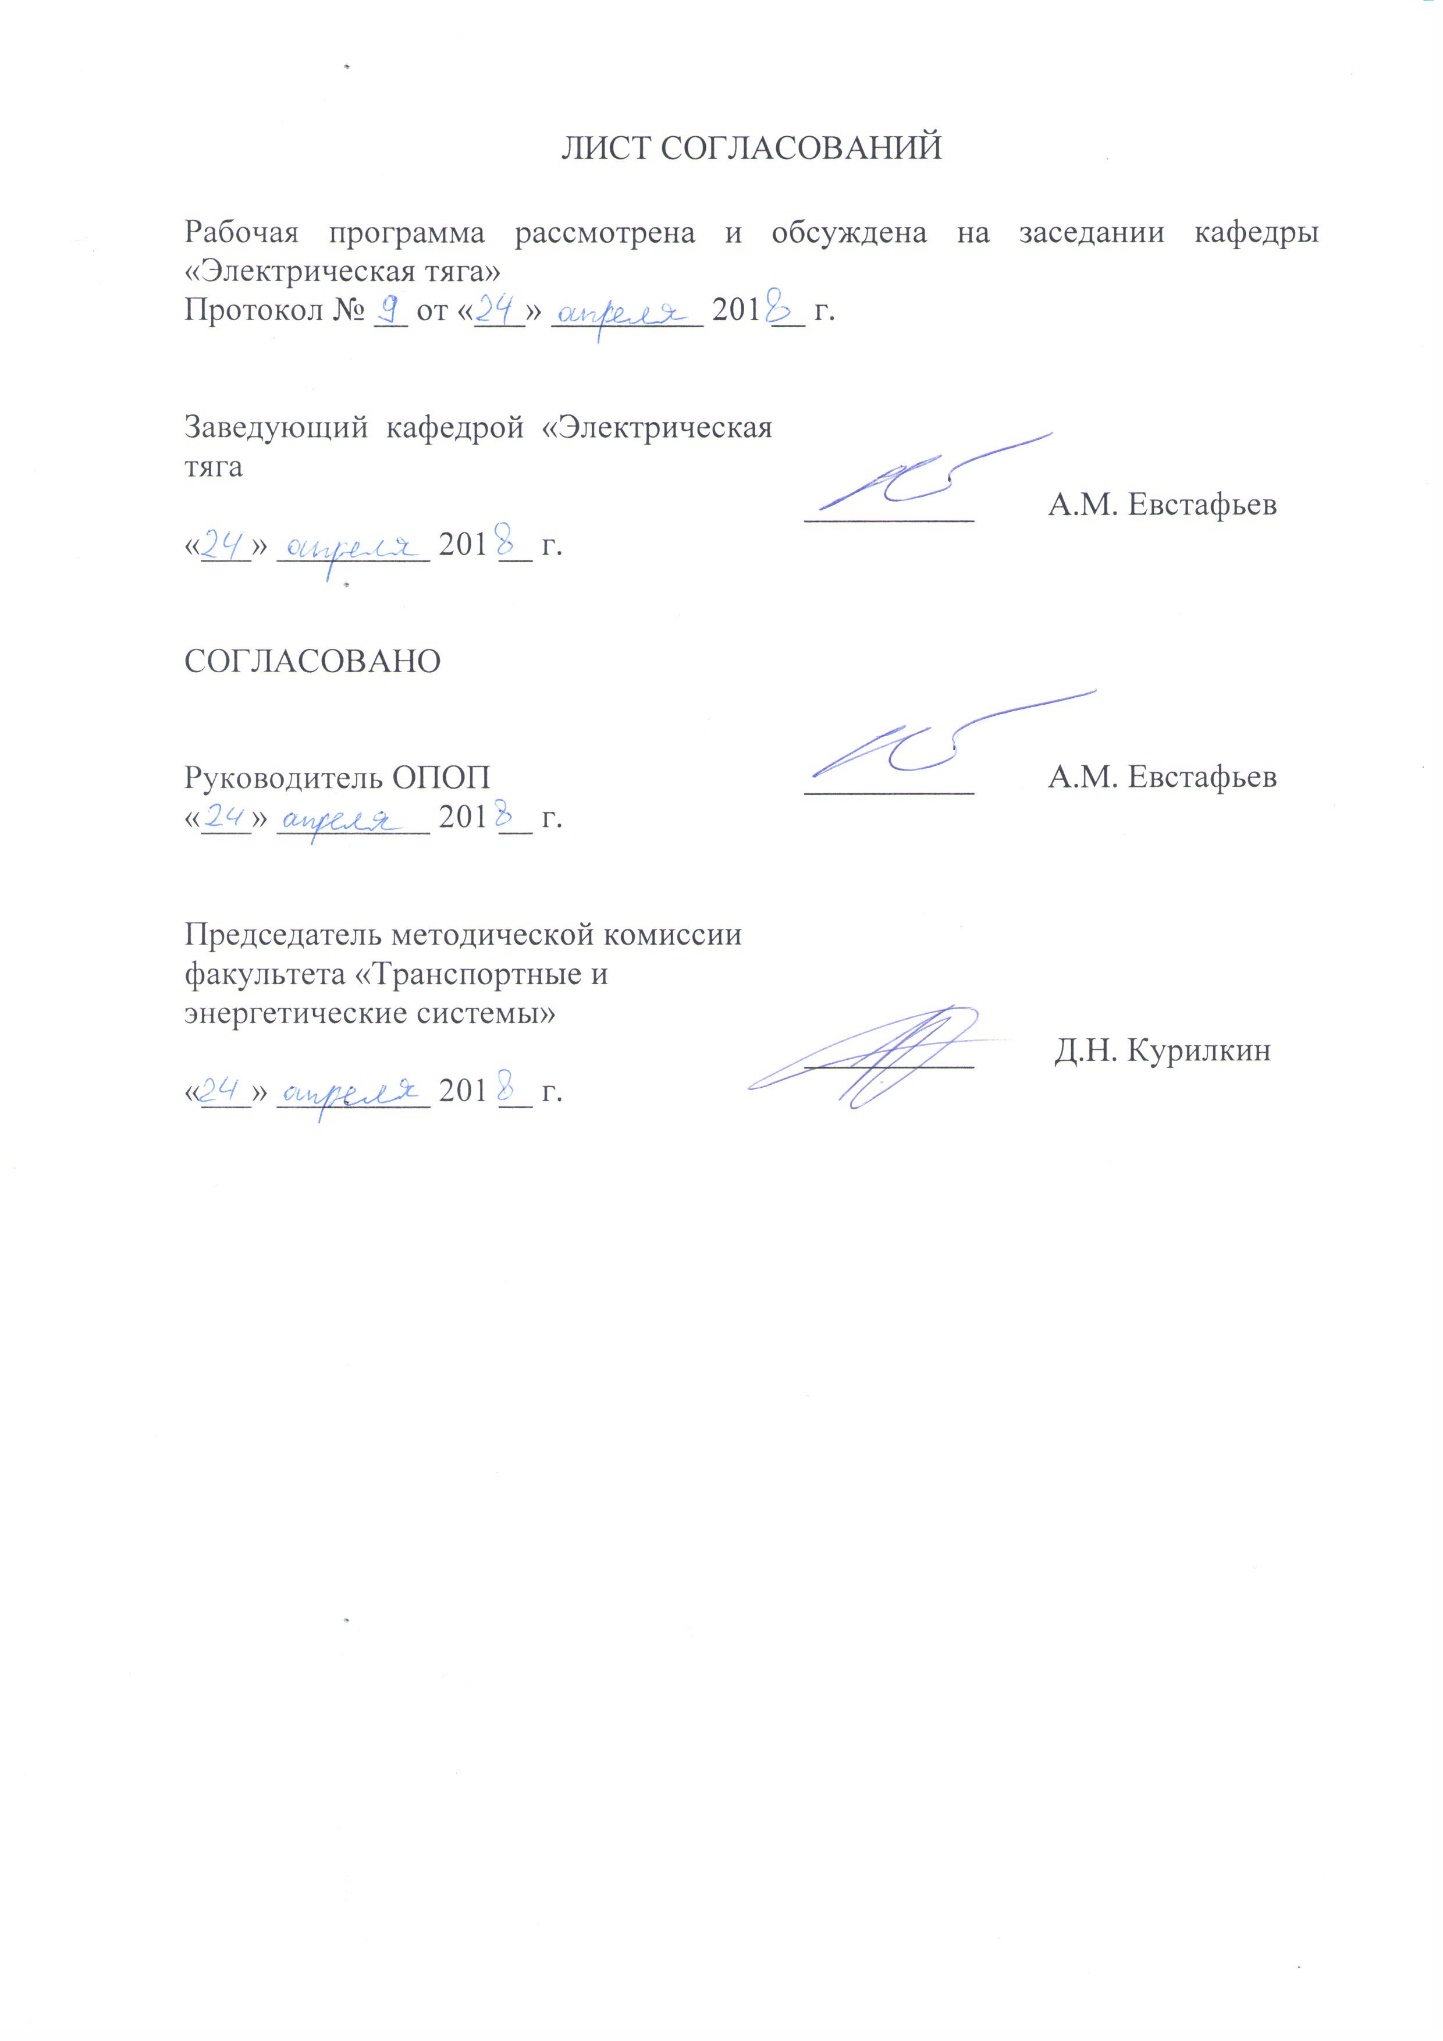 ЛИСТ СОГЛАСОВАНИЙ
Рабочая программа рассмотрена и обсуждена на заседании кафедры
«Электрическая тяга»
Протокол № 9 от «24» апреля 2018 г.
Заведующий кафедрой «Электрическая
тяга
А.М. Евстафьев
«24» апреля 2018 г.
СОГЛАСОВАНО
Руководитель ОПОП А.М. Евстафьев
«24» апреля 2018 г.
Председатель методической комиссии
факультета «Транспортные и
энергетические системы»
Д.Н. Курилкин
«24» апреля 2018 г.